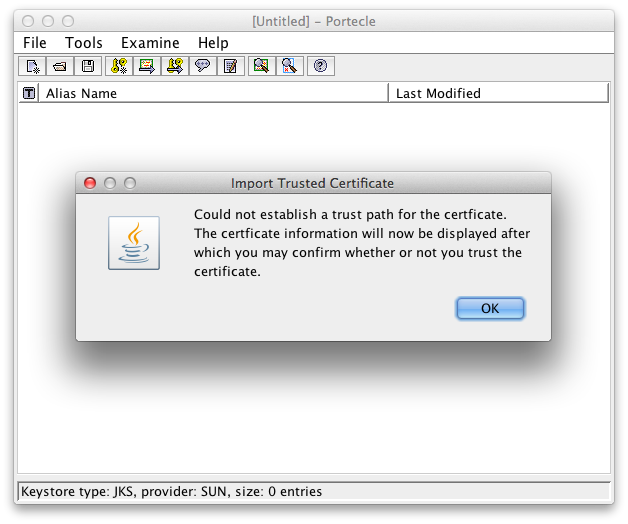 [Untitled] – Portecle
File Tools Examine Help
T Alias Name Last Modified
Import Trusted Certificate
Could not establish a trust path for the certficate.
The certficate information will now be displayed after
which you may confirm whether or not you trust the
certificate.
OK
Keystore type: JKS, provider: SUN, size: 0 entries